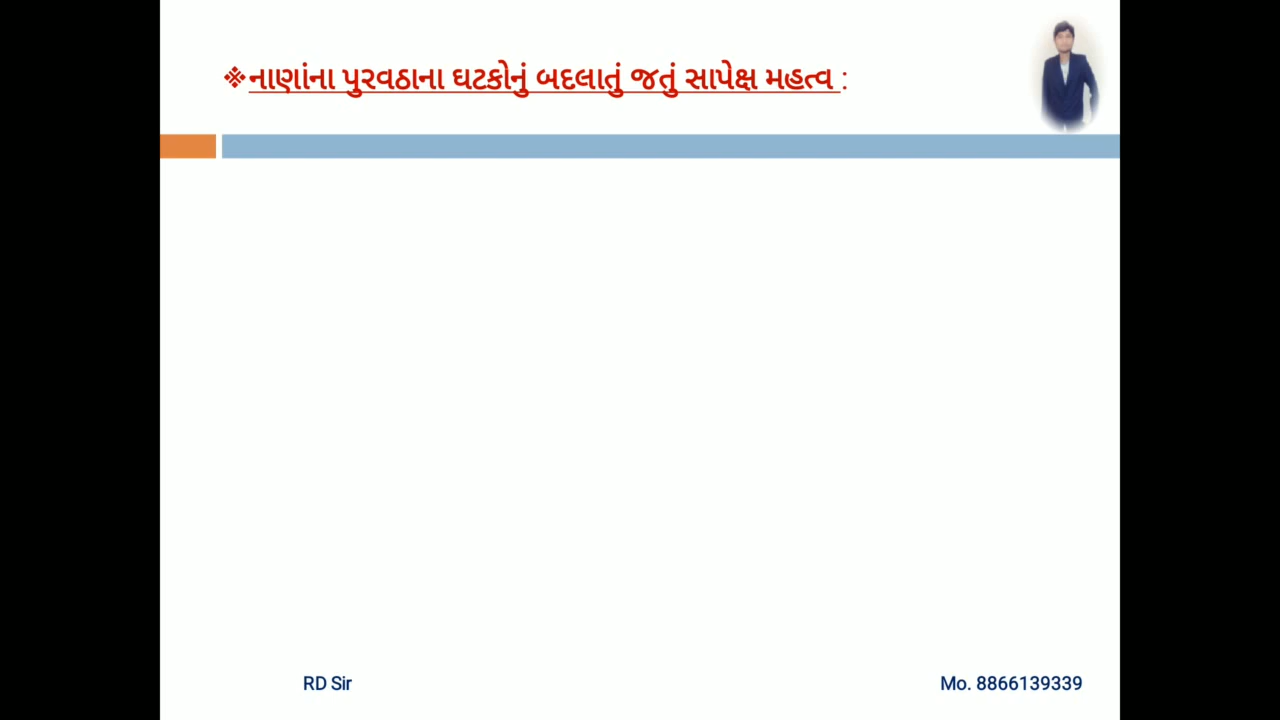 ❖નાણાંના પુરવઠાના ઘટકોનું બદલાતું જતું સાપેક્ષ મહત્વ :
RD Sir
Mo. 8866139339